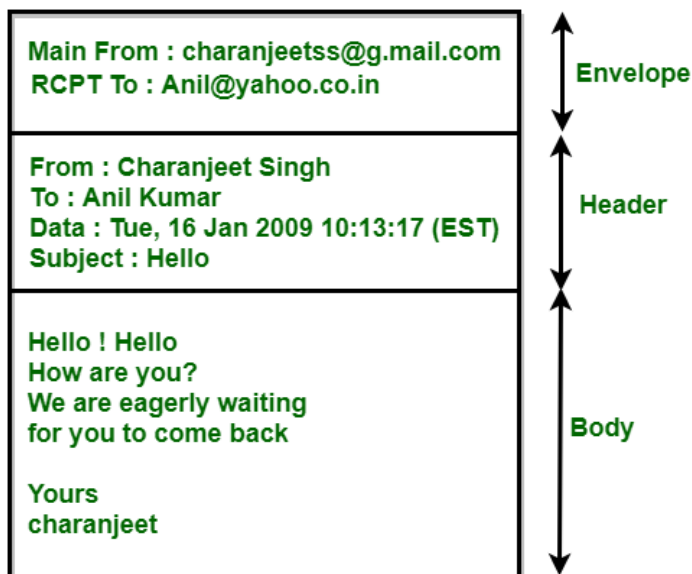 Main From : charanjeetss@g.mail.com
RCPT To : Anil@yahoo.co.in
Envelope
From : Charanjeet Singh
To : Anil Kumar
Data : Tue, 16 Jan 2009 10:13:17 (EST)
Subject : Hello
Header
Hello ! Hello
How are you?
We are eagerly waiting
for you to come back
Yours
charanjeet
Body